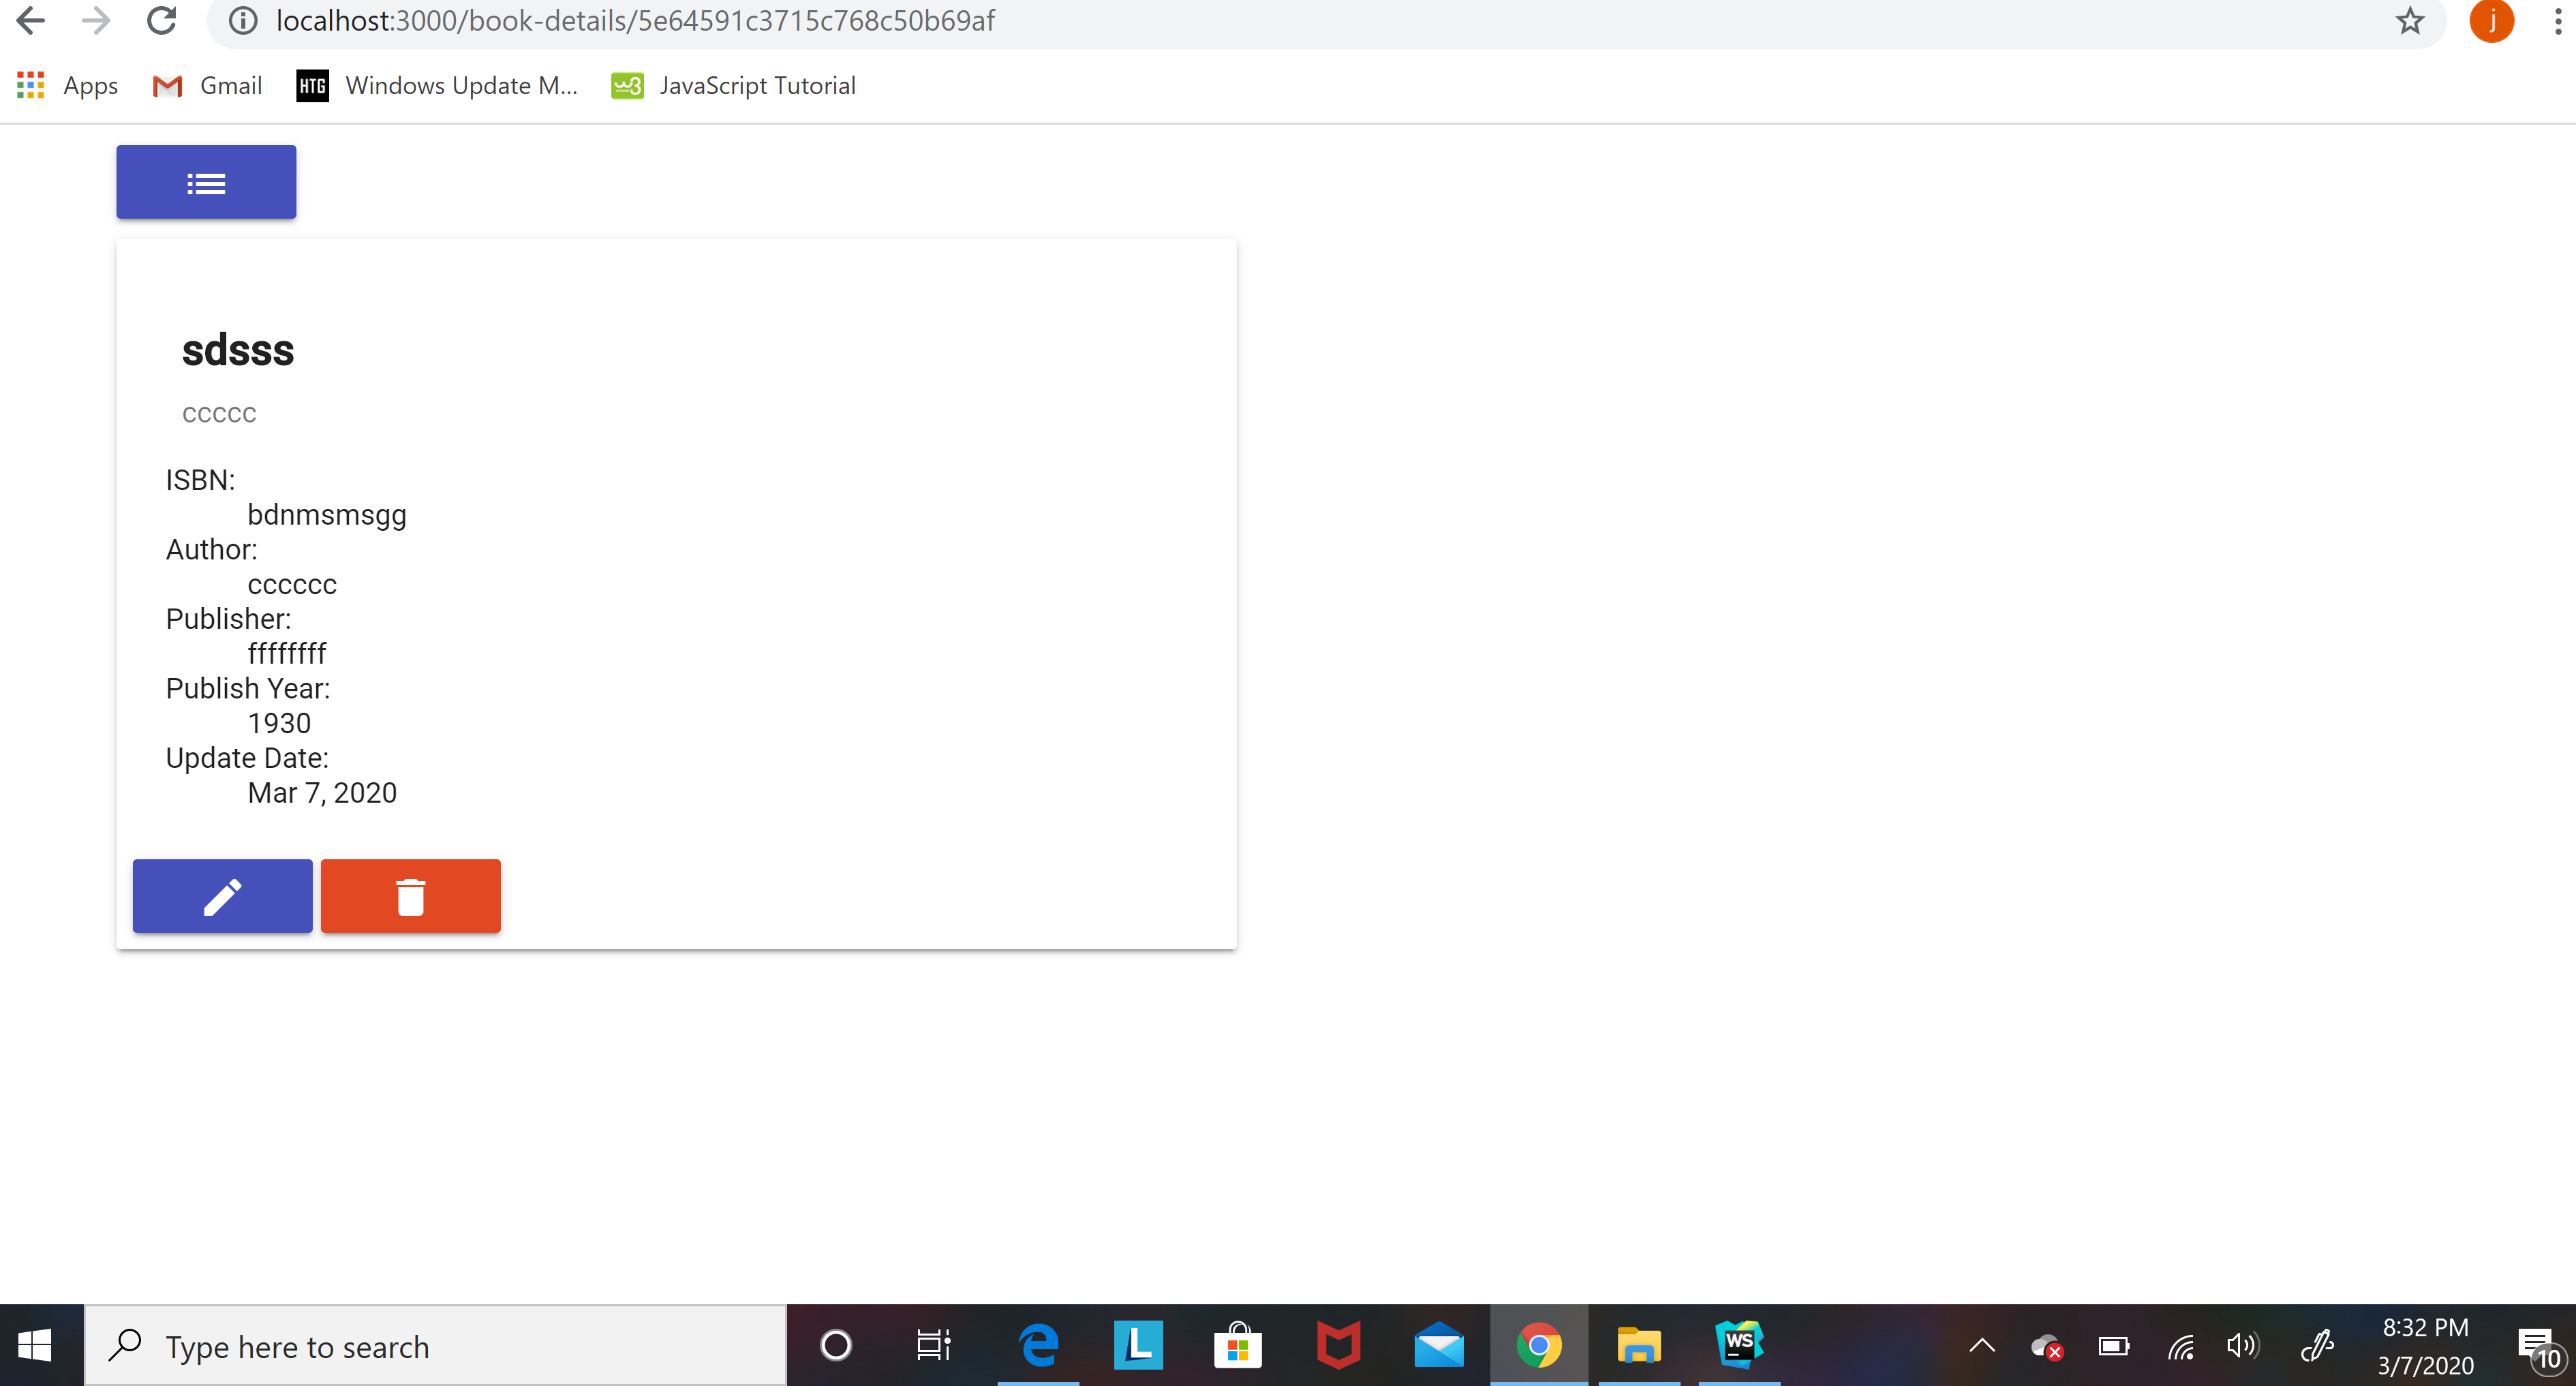 localhost:3000/book-details/5e64591c3715c768c50b69af
j
Apps Gmail HTG Windows Update M... w3 JavaScript Tutorial
sdsss
ccccc
ISBN:
bdnmsmsgg
Author:
cccccc
Publisher:
ffffffff
Publish Year:
1930
Update Date:
Mar 7, 2020
Type here to search
L
WS
8:32 PM
3/7/2020
10